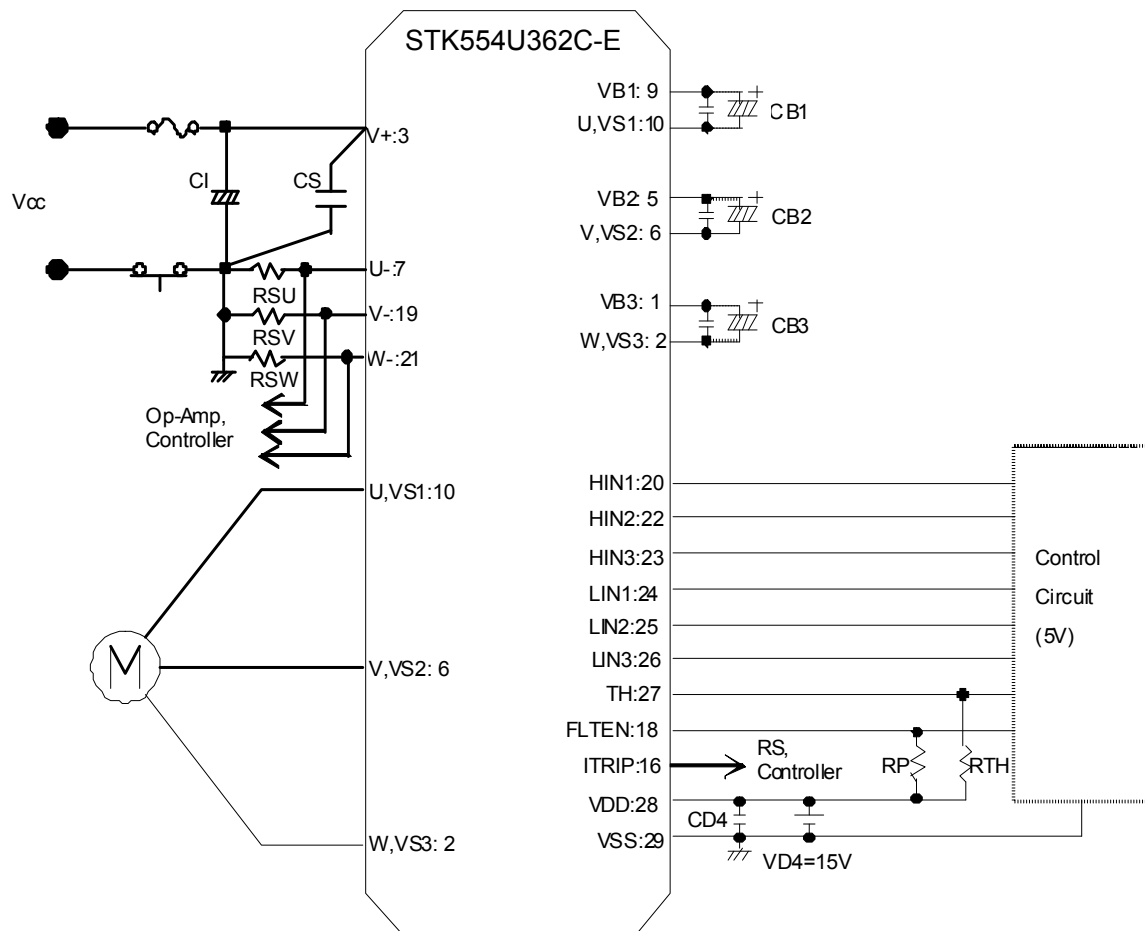 STK554U362C-E
VB1: 9
+
CB1
U,VS1:10
V+:3
CI
CS
Vcc
VB2: 5
+
CB2
V,VS2: 6
U-:7
RSU
V-:19
RSV
W-:21
RSW
VB3: 1
+
CB3
W,VS3: 2
Op-Amp,
Controller
U,VS1:10
HIN1:20
HIN2:22
HIN3:23
LIN1:24
LIN2:25
LIN3:26
TH:27
FLTEN:18
ITRIP:16
VDD:28
VSS:29
Control
Circuit
(5V)
RS,
Controller
RP
RTH
CD4
VD4=15V
M
V,VS2: 6
W,VS3: 2